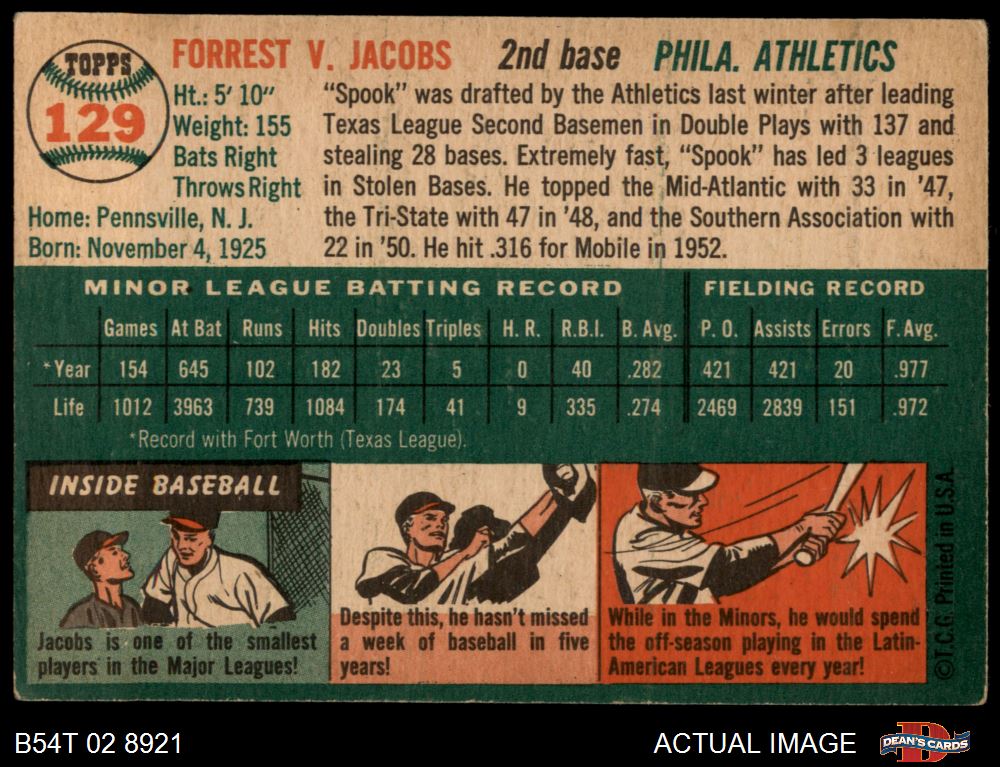 TOPPS
129
FORREST V. JACOBS 2nd base PHILA. ATHLETICS
Ht.: 5' 10"
Weight: 155
Bats Right
Throws Right
Home: Pennsville, N. J.
Born: November 4, 1925
"Spook" was drafted by the Athletics last winter after leading
Texas League Second Basemen in Double Plays with 137 and
stealing 28 bases. Extremely fast, "Spook" has led 3 leagues
in Stolen Bases. He topped the Mid-Atlantic with 33 in '47,
the Tri-State with 47 in '48, and the Southern Association with
22 in '50. He hit .316 for Mobile in 1952.
MINOR LEAGUE BATTING RECORD FIELDING RECORD
Games At Bat Runs Hits Doubles Triples H. R. R.B.I. B. Avg. P. O. Assists Errors F. Avg.
*Year 154 645 102 182 23 5 0 40 .282 421 421 20 .977
Life 1012 3963 739 1084 174 41 9 335 .274 2469 2839 151 .972
*Record with Fort Worth (Texas League).
INSIDE BASEBALL
Jacobs is one of the smallest
players in the Major Leagues!
Despite this, he hasn't missed
a week of baseball in five
years!
While in the Minors, he would spend
the off-season playing in the Latin-
American Leagues every year!
©T.C.G. Printed in U.S.A.
B54T 02 8921
ACTUAL IMAGE
DEAN'S CARDS